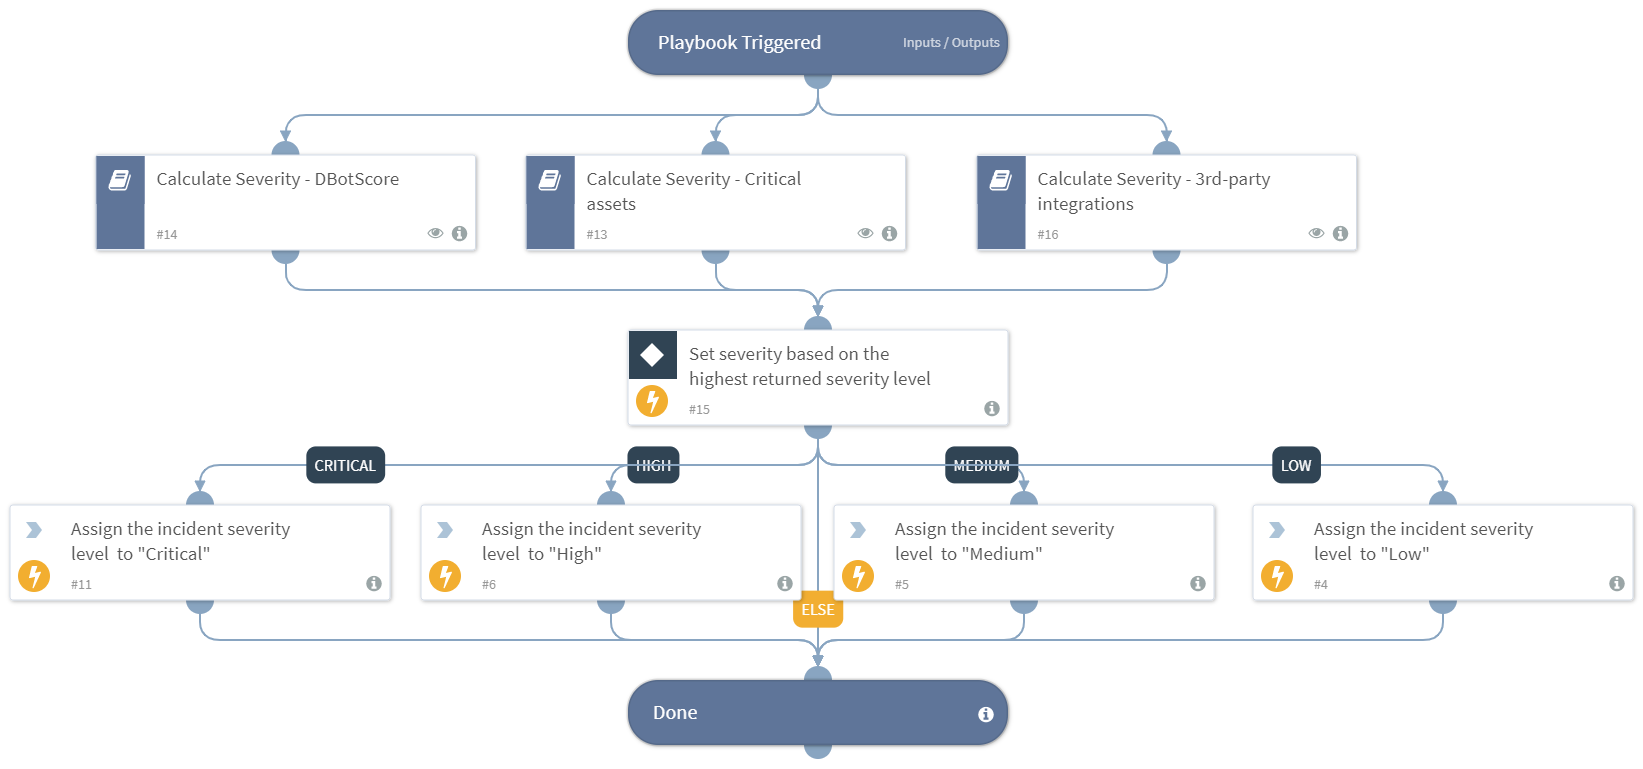 Playbook Triggered
Inputs / Outputs
Calculate Severity - DBotScore
#14
Calculate Severity - Critical
assets
#13
Calculate Severity - 3rd-party
integrations
#16
Set severity based on the
highest returned severity level
#15
CRITICAL
HIGH
MEDIUM
LOW
Assign the incident severity
level to "Critical"
#11
Assign the incident severity
level to "High"
#6
Assign the incident severity
level to "Medium"
#5
Assign the incident severity
level to "Low"
#4
ELSE
Done